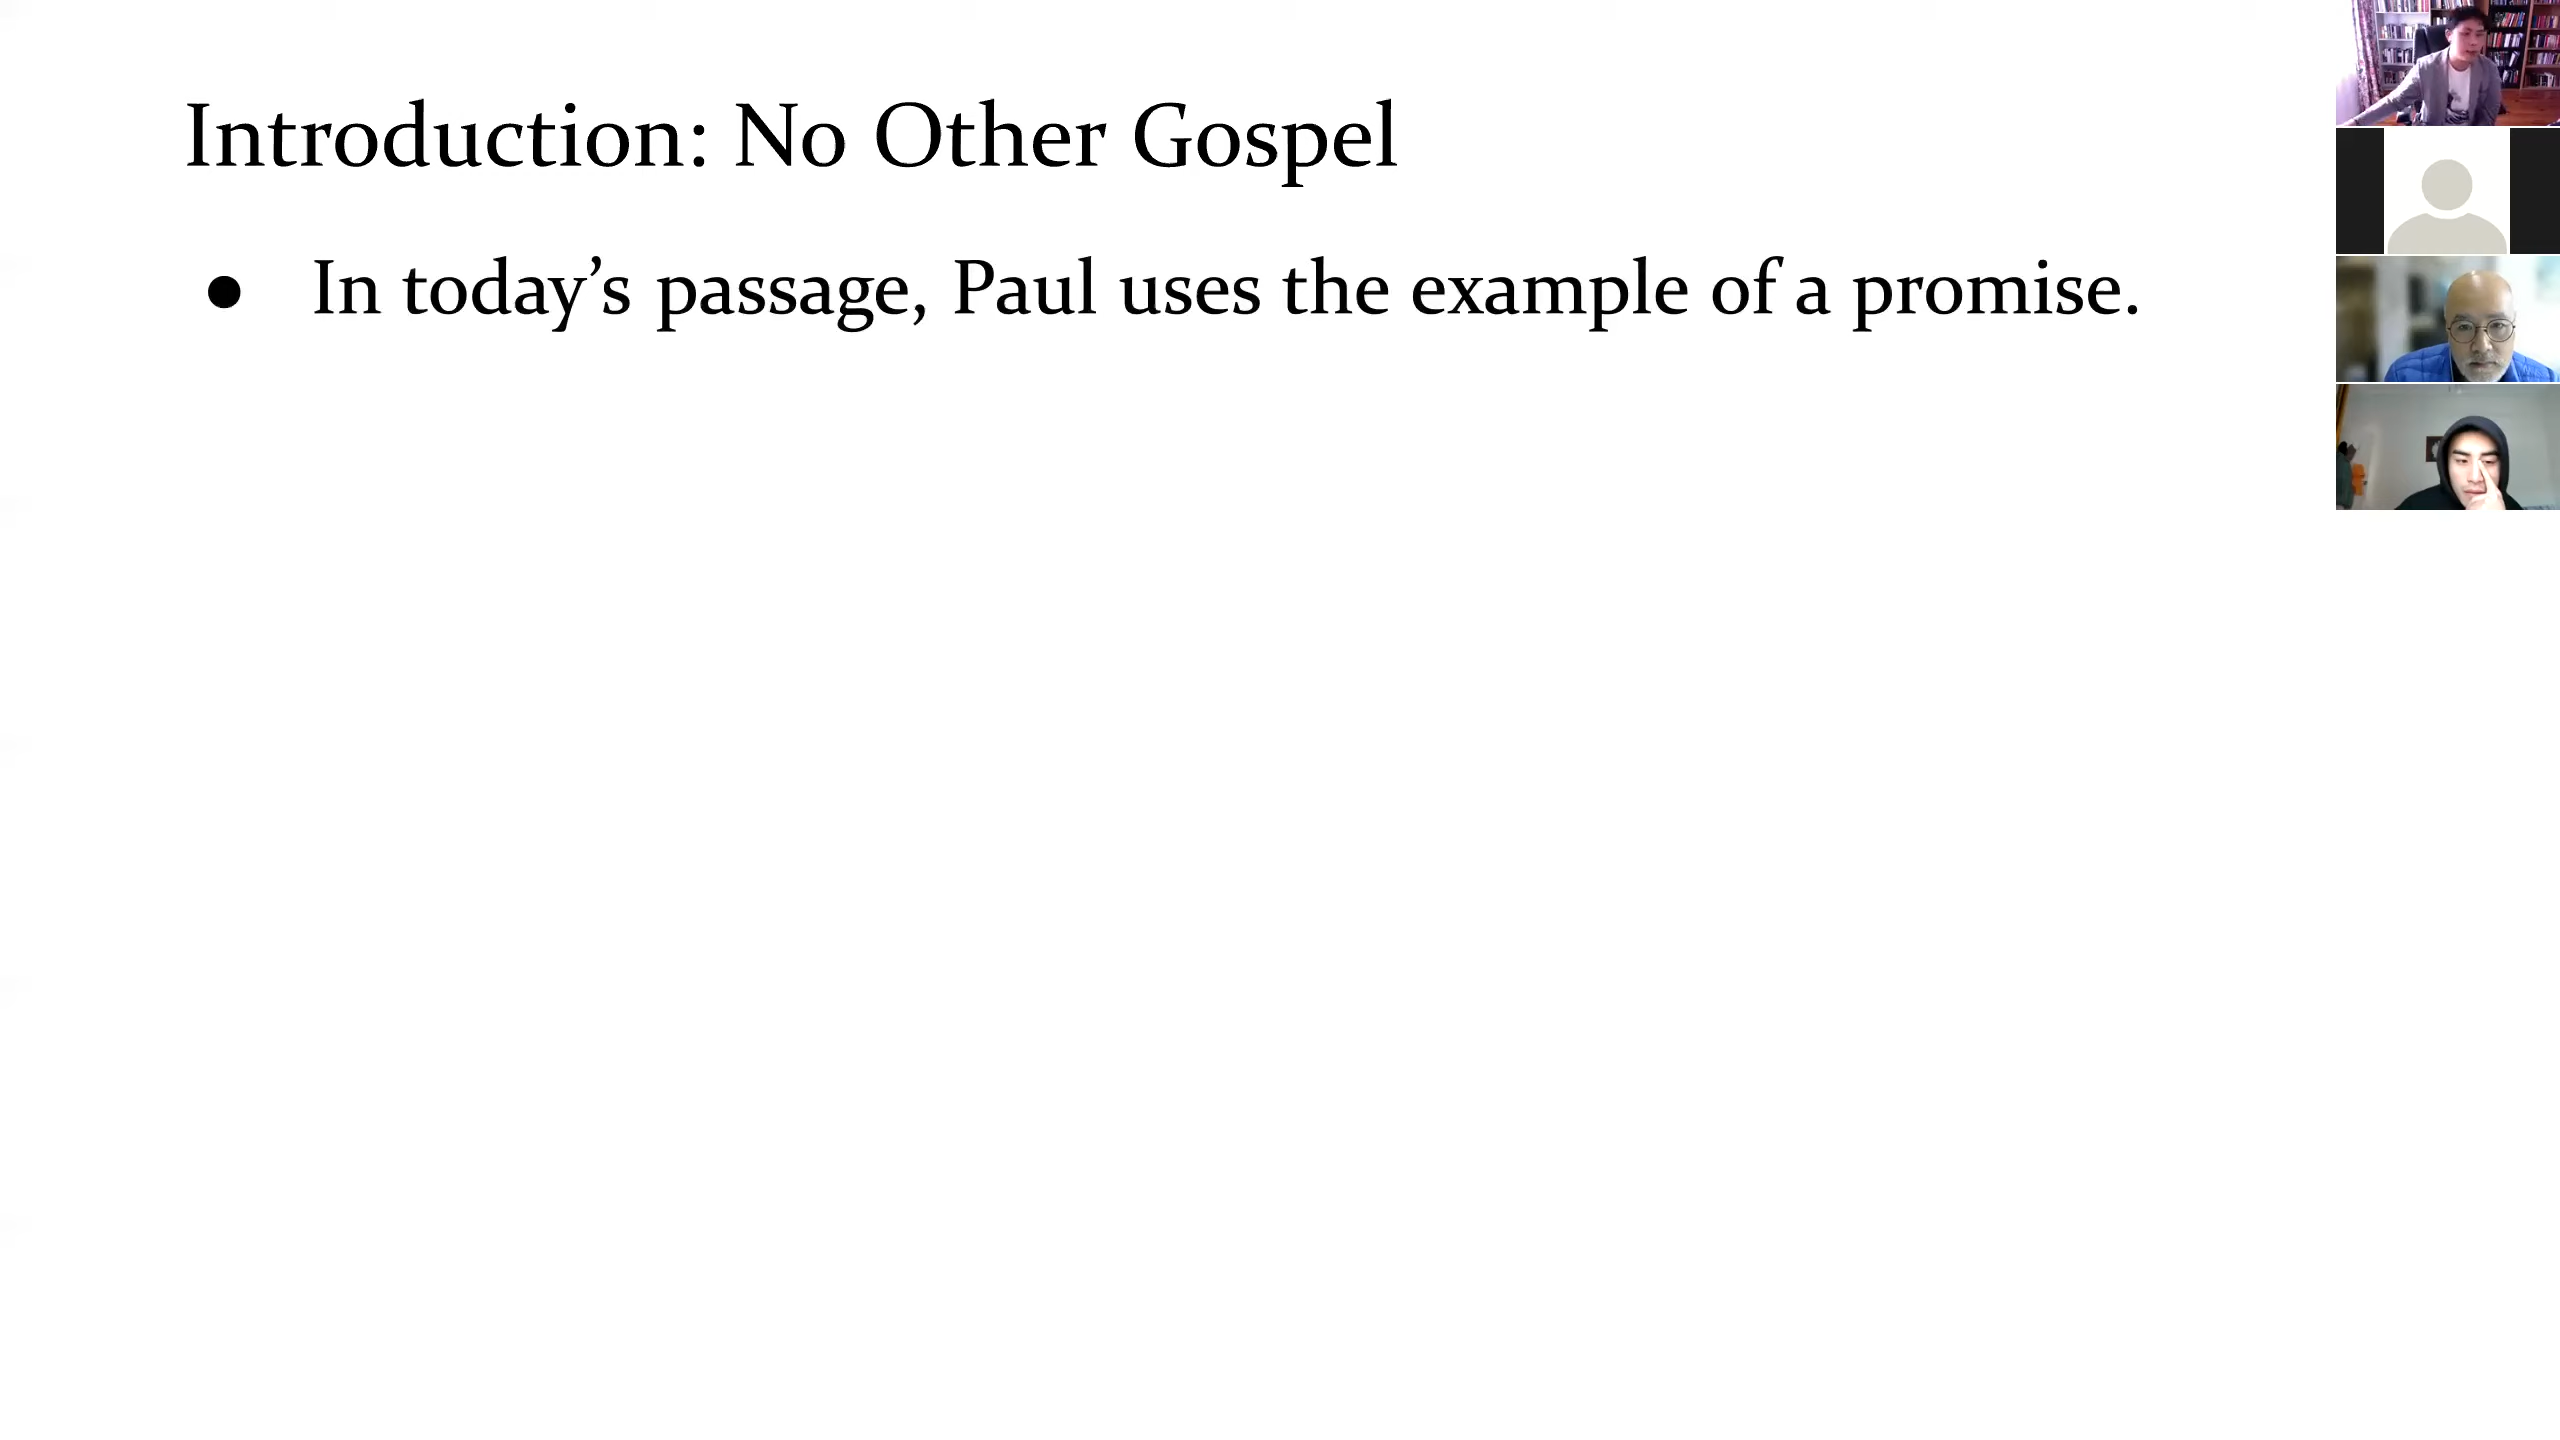 Introduction: No Other Gospel
● In today’s passage, Paul uses the example of a promise.